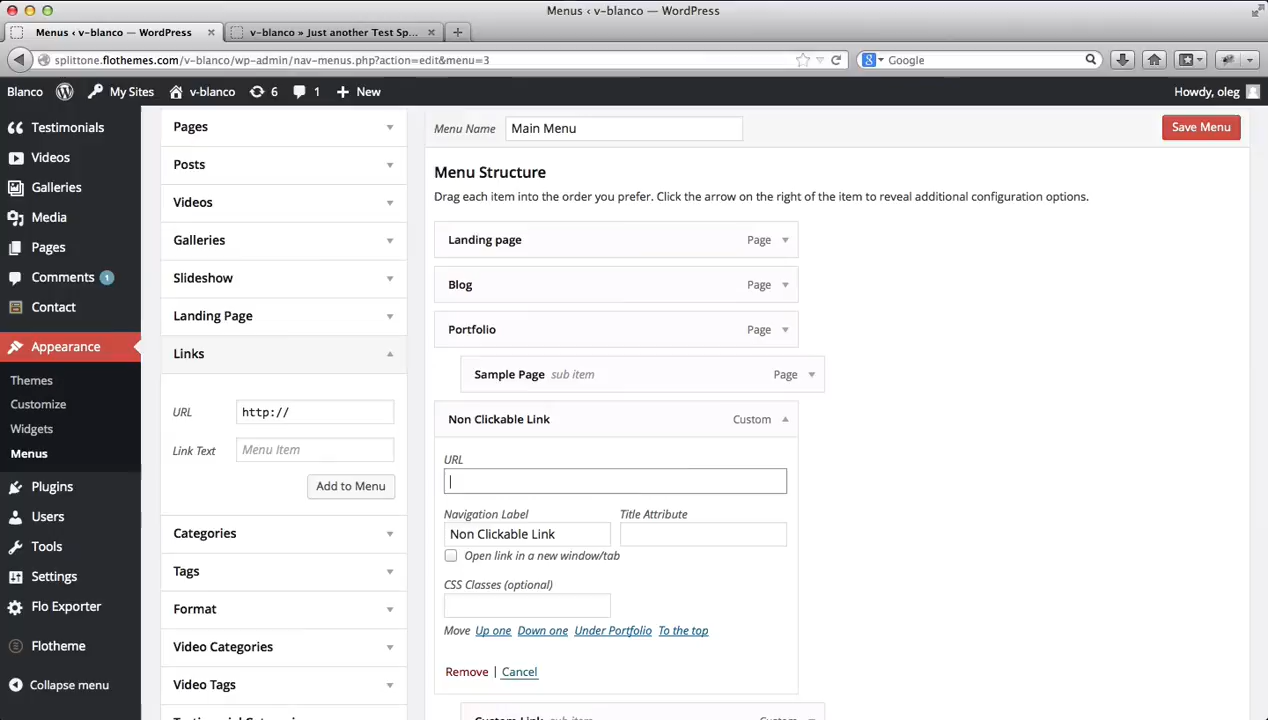 Menus ‹ v-blanco — WordPress
Menus ‹ v-blanco — WordPress
v-blanco » Just another Test Sp...
splittone.flothemes.com/v-blanco/wp-admin/nav-menus.php?action=edit&menu=3
Google
Blanco
My Sites
v-blanco
6
1
New
Howdy, oleg
Testimonials
Videos
Galleries
Media
Pages
Comments 1
Contact
Appearance
Themes
Customize
Widgets
Menus
Plugins
Users
Tools
Settings
Flo Exporter
Flotheme
Collapse menu
Pages
Posts
Videos
Galleries
Slideshow
Landing Page
Links
URL http://
Link Text Menu Item
Add to Menu
Categories
Tags
Format
Video Categories
Video Tags
Menu Name Main Menu
Save Menu
Menu Structure
Drag each item into the order you prefer. Click the arrow on the right of the item to reveal additional configuration options.
Landing page Page
Blog Page
Portfolio Page
Sample Page sub item Page
Non Clickable Link Custom
URL
Navigation Label Title Attribute
Non Clickable Link
Open link in a new window/tab
CSS Classes (optional)
Move Up one Down one Under Portfolio To the top
Remove | Cancel
Custom Link sub item Custom